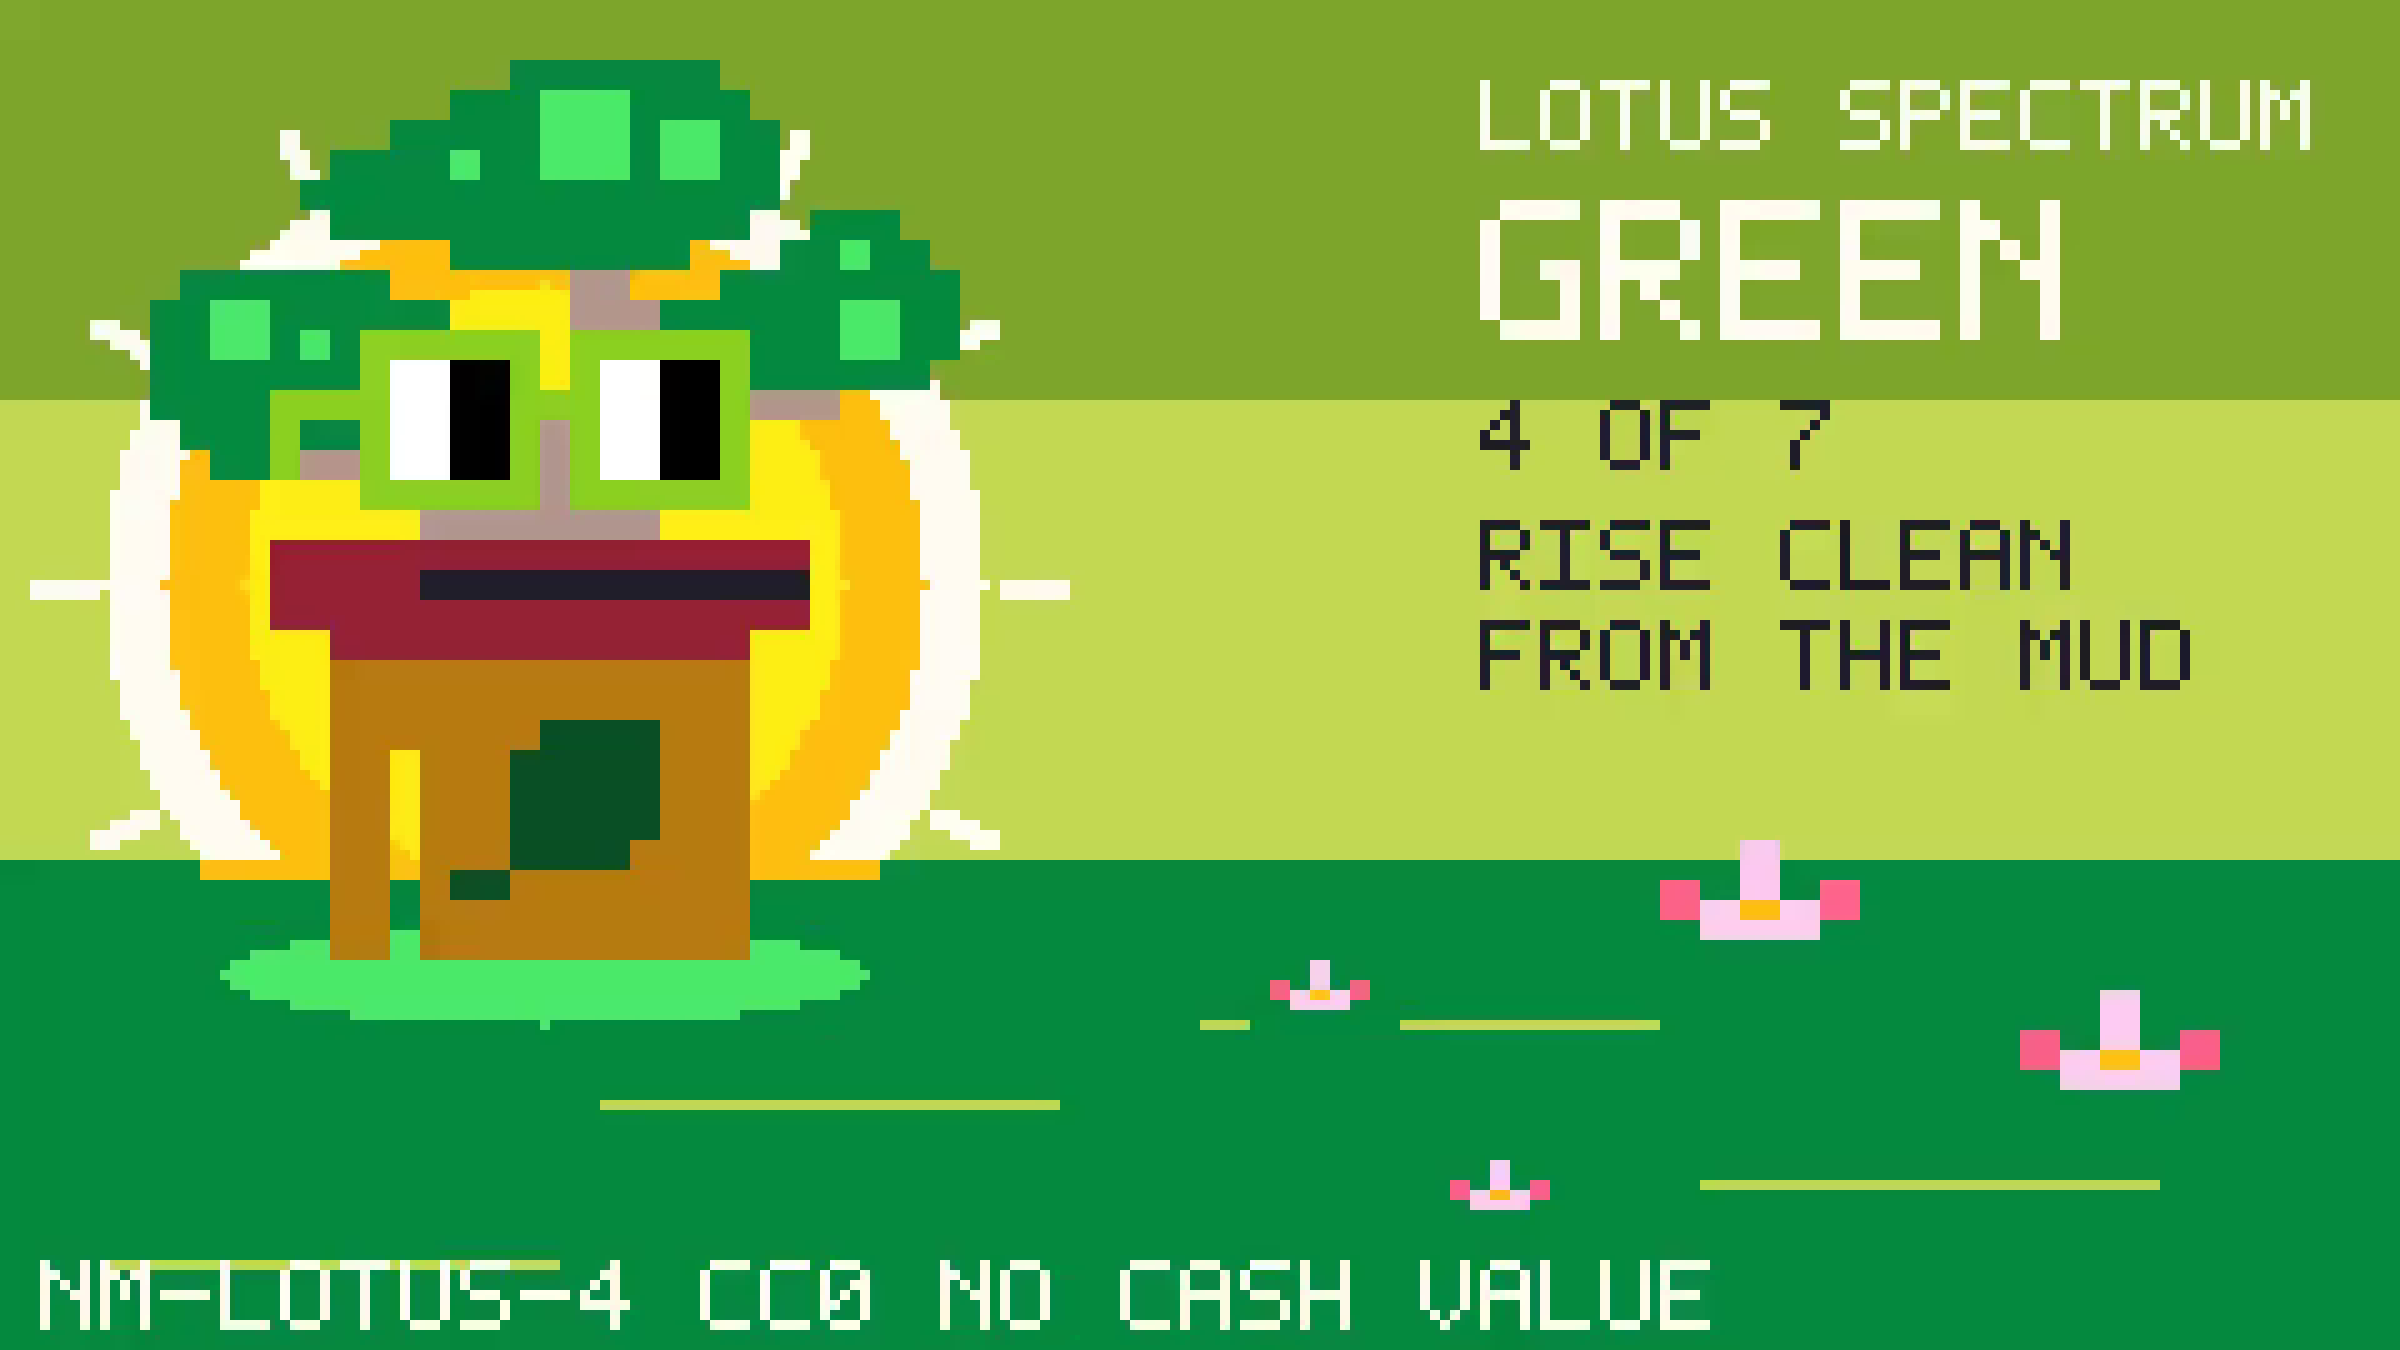 LOTUS SPECTRUM
GREEN
4 OF 7
RISE CLEAN
FROM THE MUD
NM-LOTUS-4 CC0 NO CASH VALUE